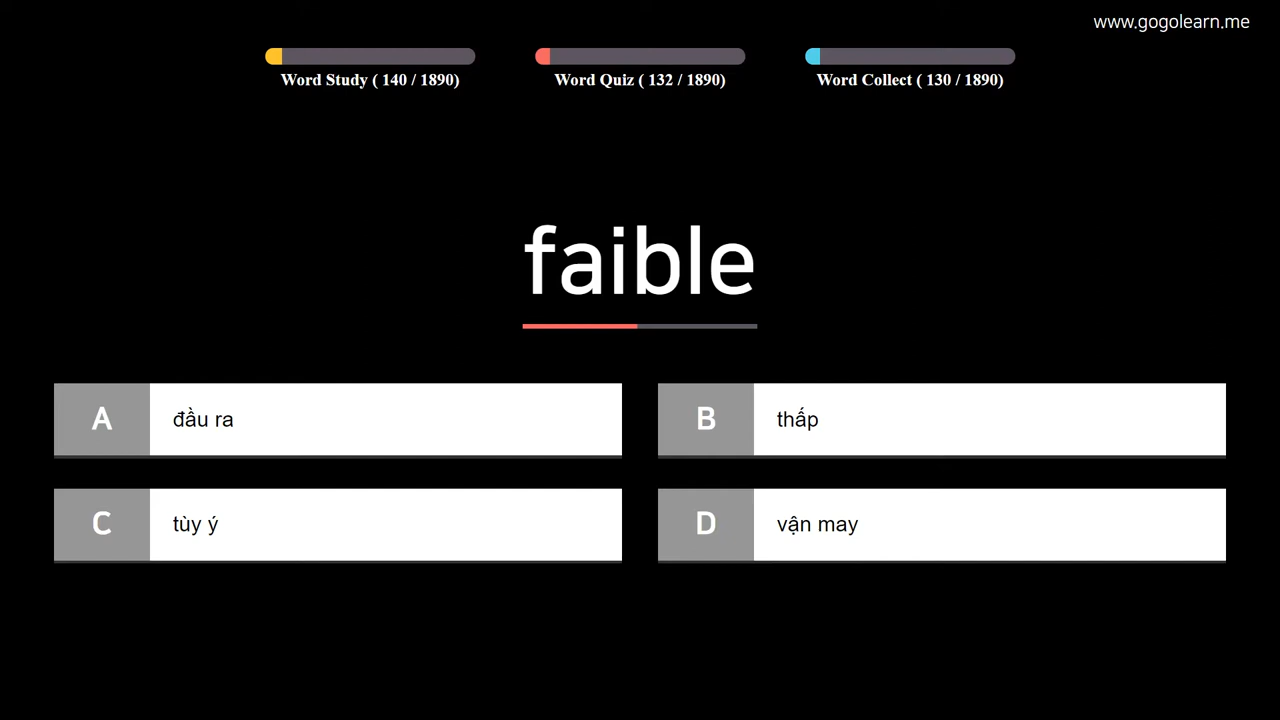 www.gogolearn.me
Word Study ( 140 / 1890)
Word Quiz ( 132 / 1890)
Word Collect ( 130 / 1890)
faible
A đầu ra
B thấp
C tùy ý
D vận may